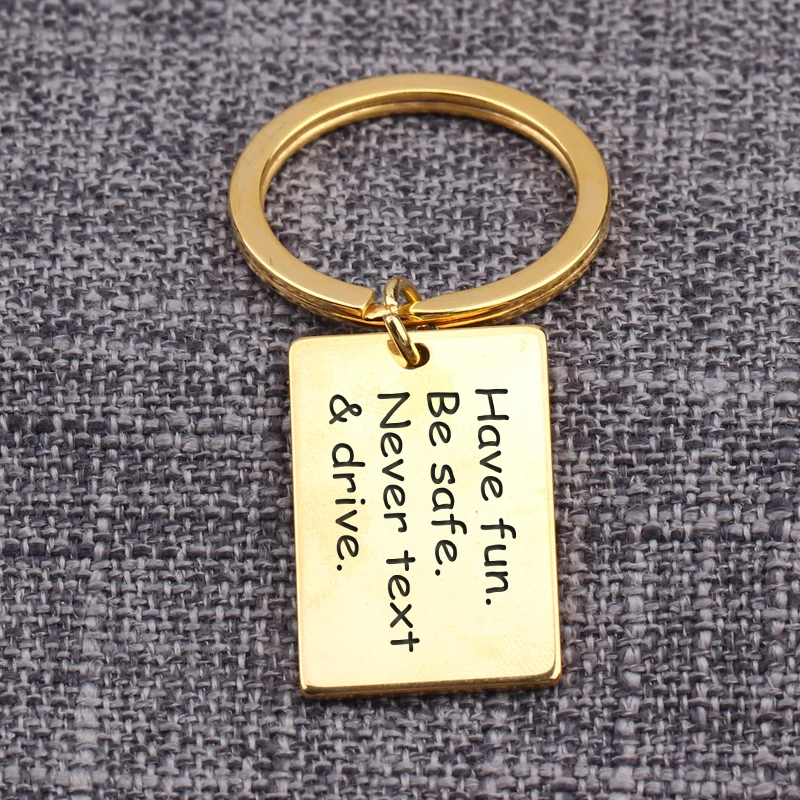 Have fun.
Be safe.
Never text
& drive.